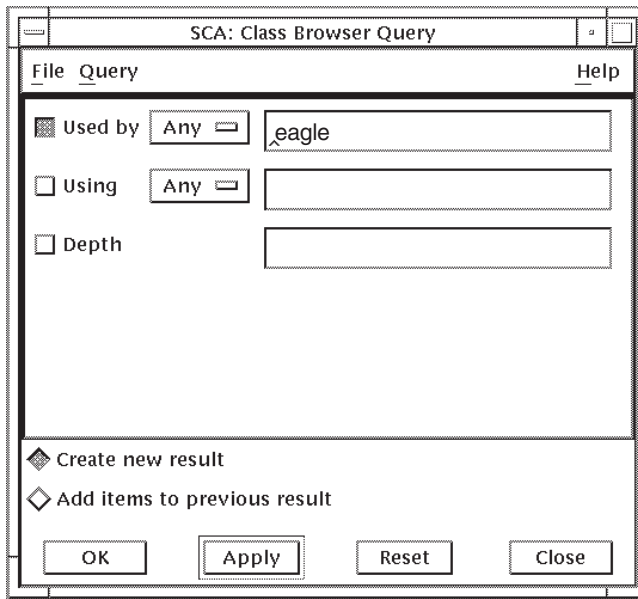 SCA: Class Browser Query
File Query Help
Used by Any eagle
Using Any
Depth
Create new result
Add items to previous result
OK Apply Reset Close